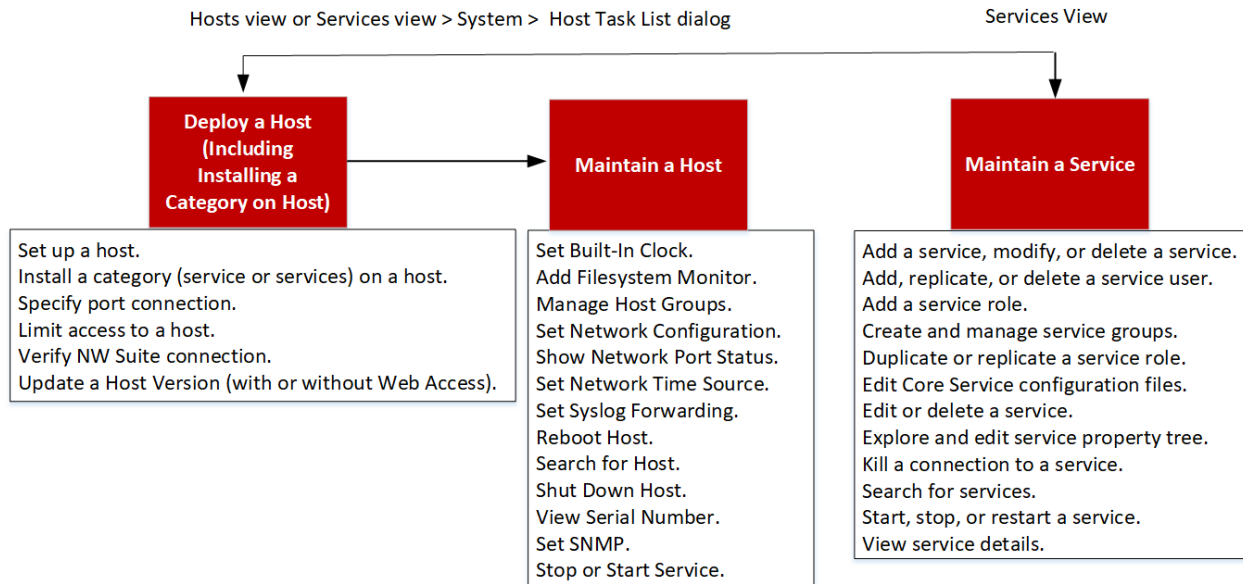 Hosts view or Services view > System > Host Task List dialog
Services View
Deploy a Host
(Including
Installing a
Category on Host)
Maintain a Host
Maintain a Service
Set up a host.
Install a category (service or services) on a host.
Specify port connection.
Limit access to a host.
Verify NW Suite connection.
Update a Host Version (with or without Web Access).
Set Built-In Clock.
Add Filesystem Monitor.
Manage Host Groups.
Set Network Configuration.
Show Network Port Status.
Set Network Time Source.
Set Syslog Forwarding.
Reboot Host.
Search for Host.
Shut Down Host.
View Serial Number.
Set SNMP.
Stop or Start Service.
Add a service, modify, or delete a service.
Add, replicate, or delete a service user.
Add a service role.
Create and manage service groups.
Duplicate or replicate a service role.
Edit Core Service configuration files.
Edit or delete a service.
Explore and edit service property tree.
Kill a connection to a service.
Search for services.
Start, stop, or restart a service.
View service details.